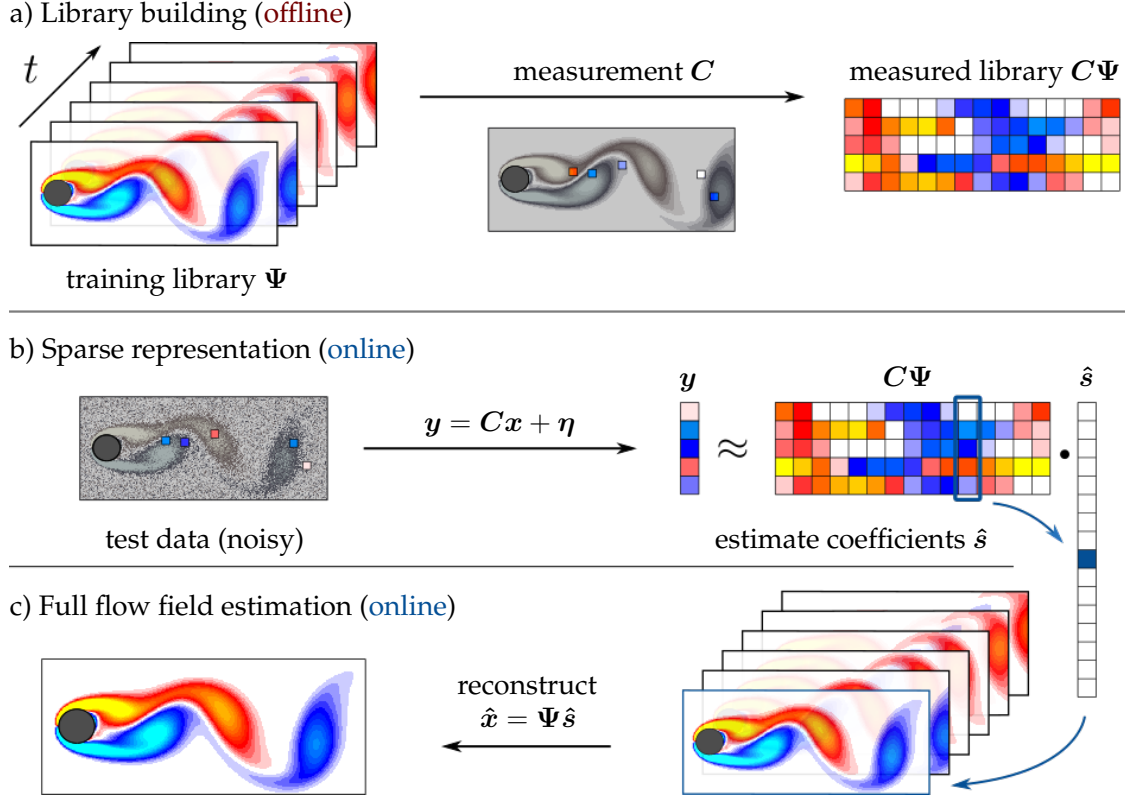 a) Library building (offline)
t
measurement C
measured library CΨ
training library Ψ
b) Sparse representation (online)
y
CΨ
ŝ
y = Cx + η
≈
·
test data (noisy)
estimate coefficients ŝ
c) Full flow field estimation (online)
reconstruct
x̂ = Ψŝ